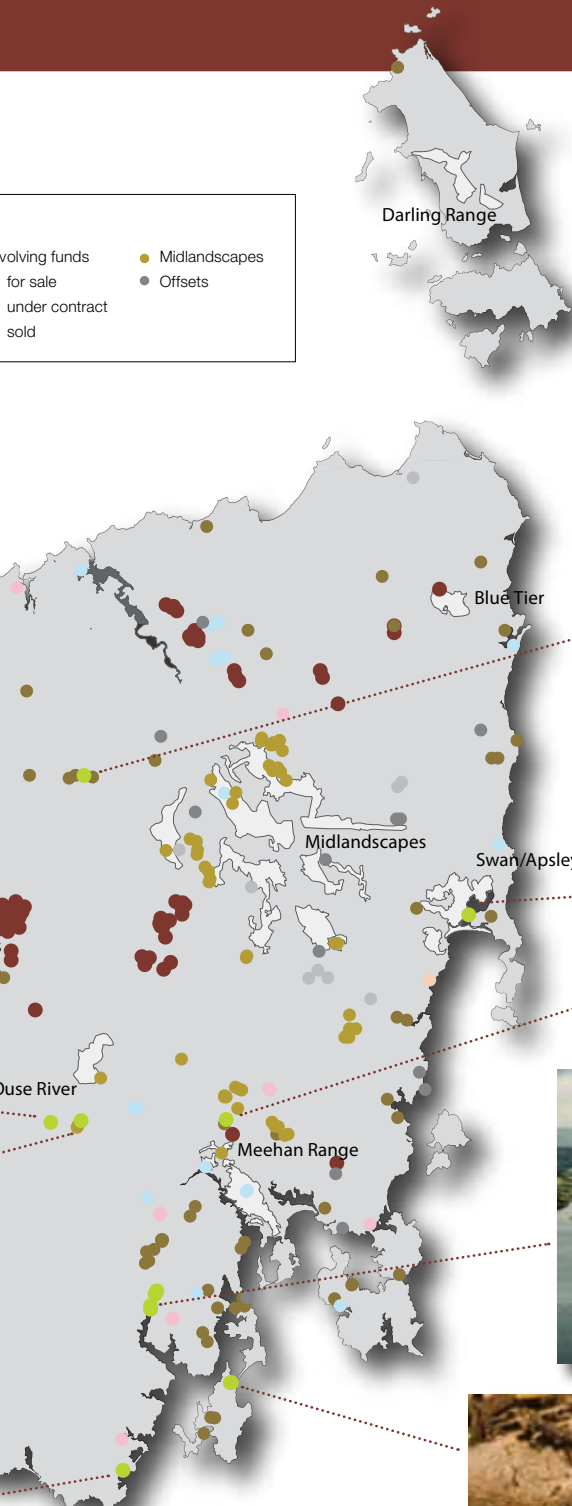 Darling Range
volving funds
for sale
under contract
sold
Midlandscapes
Offsets
Blue Tier
Midlandscapes
Swan/Apsley
Ouse River
Meehan Range